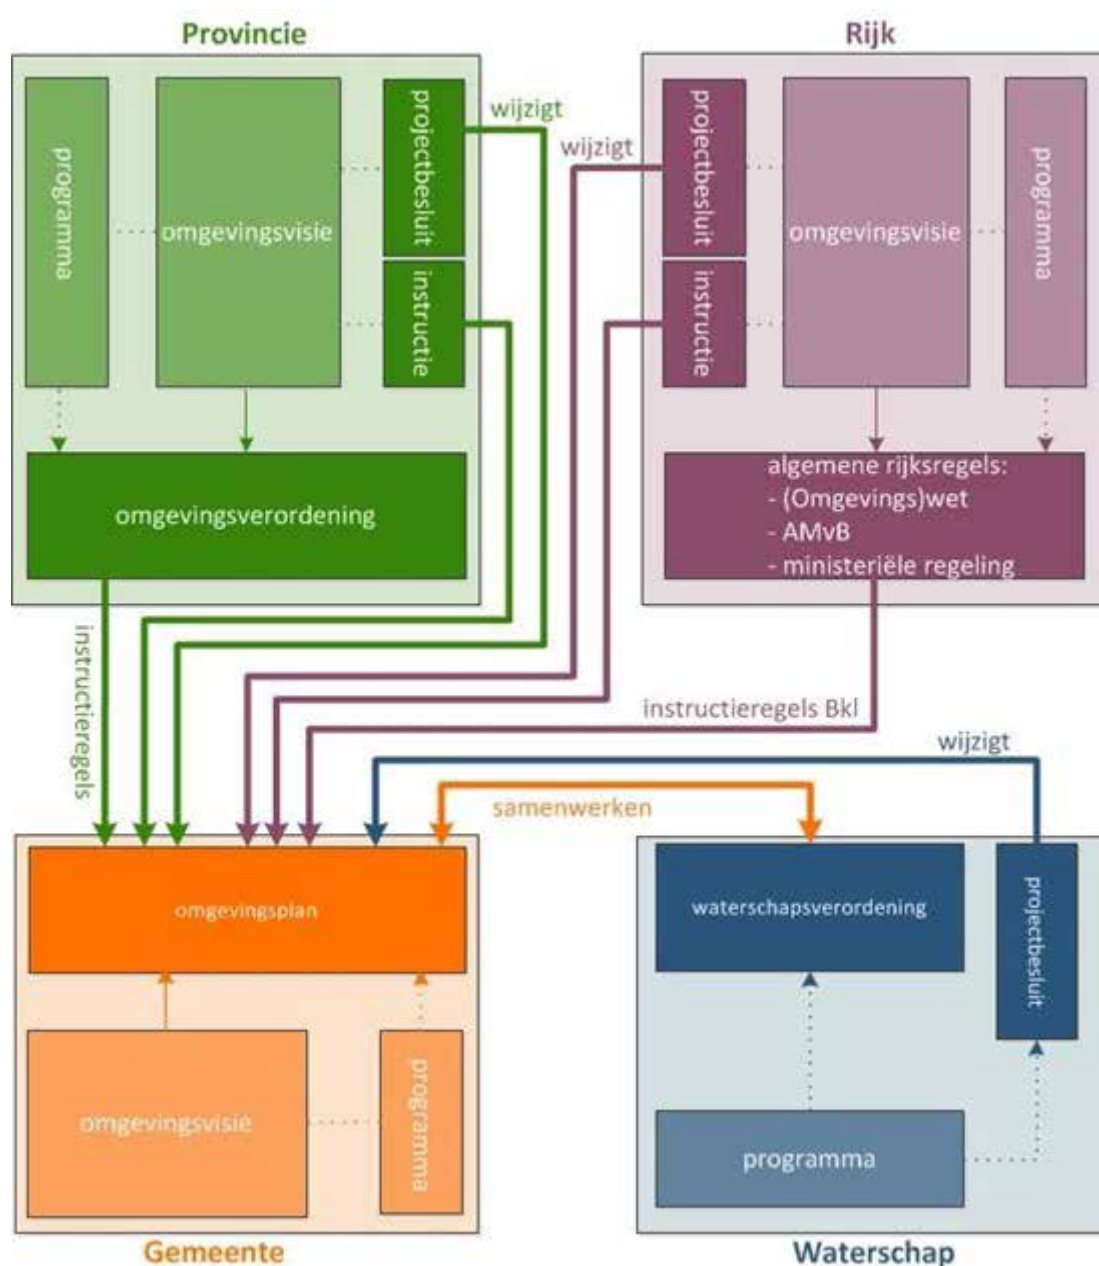 Provincie
programma
omgevingsvisie
projectbesluit
instructie
omgevingsverordening
wijzigt
instructieregels
Rijk
wijzigt
projectbesluit
instructie
omgevingsvisie
programma
algemene rijksregels:
- (Omgevings)wet
- AMvB
- ministeriële regeling
instructieregels Bkl
wijzigt
samenwerken
omgevingsplan
omgevingsvisie
programma
Gemeente
waterschapsverordening
projectbesluit
programma
Waterschap